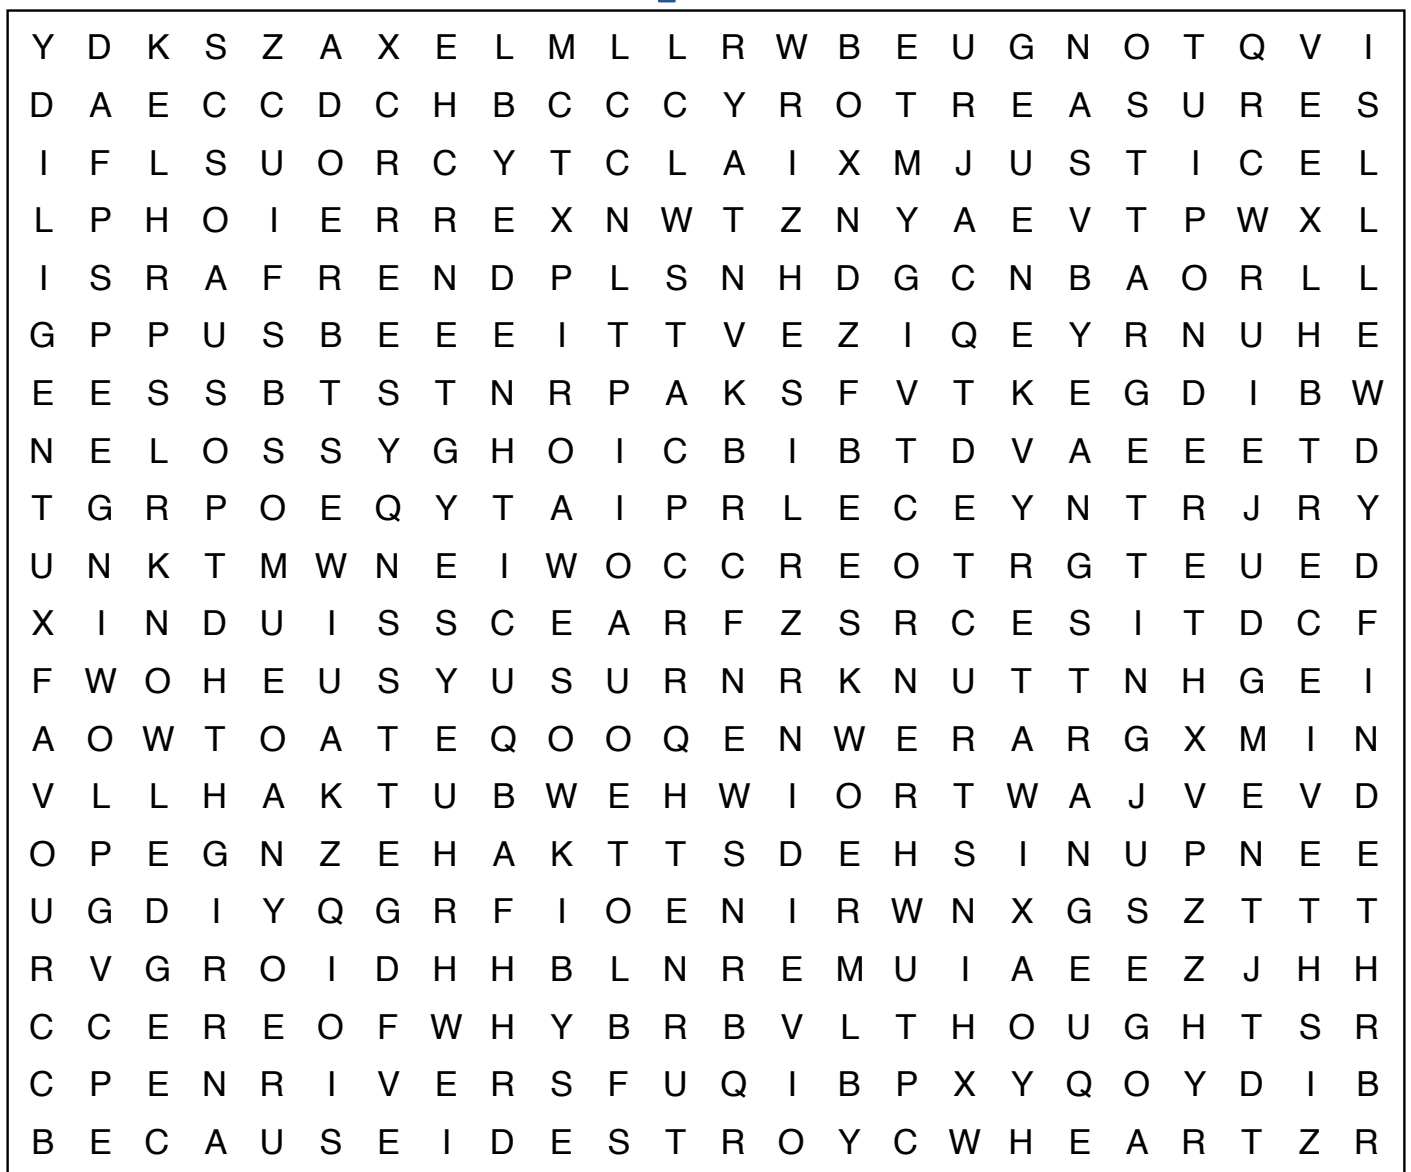 Y D K S Z A X E L M L L R W B E U G N O T Q V I
D A E C C D C H B C C C Y R O T R E A S U R E S
I F L S U O R C Y T C L A I X M J U S T I C E L
L P H O I E R R E X N W T Z N Y A E V T P W X L
I S R A F R E N D P L S N H D G C N B A O R L L
G P P U S B E E E I T T V E Z I Q E Y R N U H E
E E S S B T S T N R P A K S F V T K E G D I B W
N E L O S S Y G H O I C B I B T D V A E E E T D
T G R P O E Q Y T A I P R L E C E Y N T R J R Y
U N K T M W N E I W O C C R E O T R G T E U E D
X I N D U I S S C E A R F Z S R C E S I T D C F
F W O H E U S Y U S U R N R K N U T T N H G E I
A O W T O A T E Q O O Q E N W E R A R G X M I N
V L L H A K T U B W E H W I O R T W A J V E V D
O P E G N Z E H A K T T S D E H S I N U P N E E
U G D I Y Q G R F I O E N I R W N X G S Z T T T
R V G R O I D H H B L N R E M U I A E E Z J H H
C C E R E O F W H Y B R B V L T H O U G H T S R
C P E N R I V E R S F U Q I B P X Y Q O Y D I B
B E C A U S E I D E S T R O Y C W H E A R T Z R